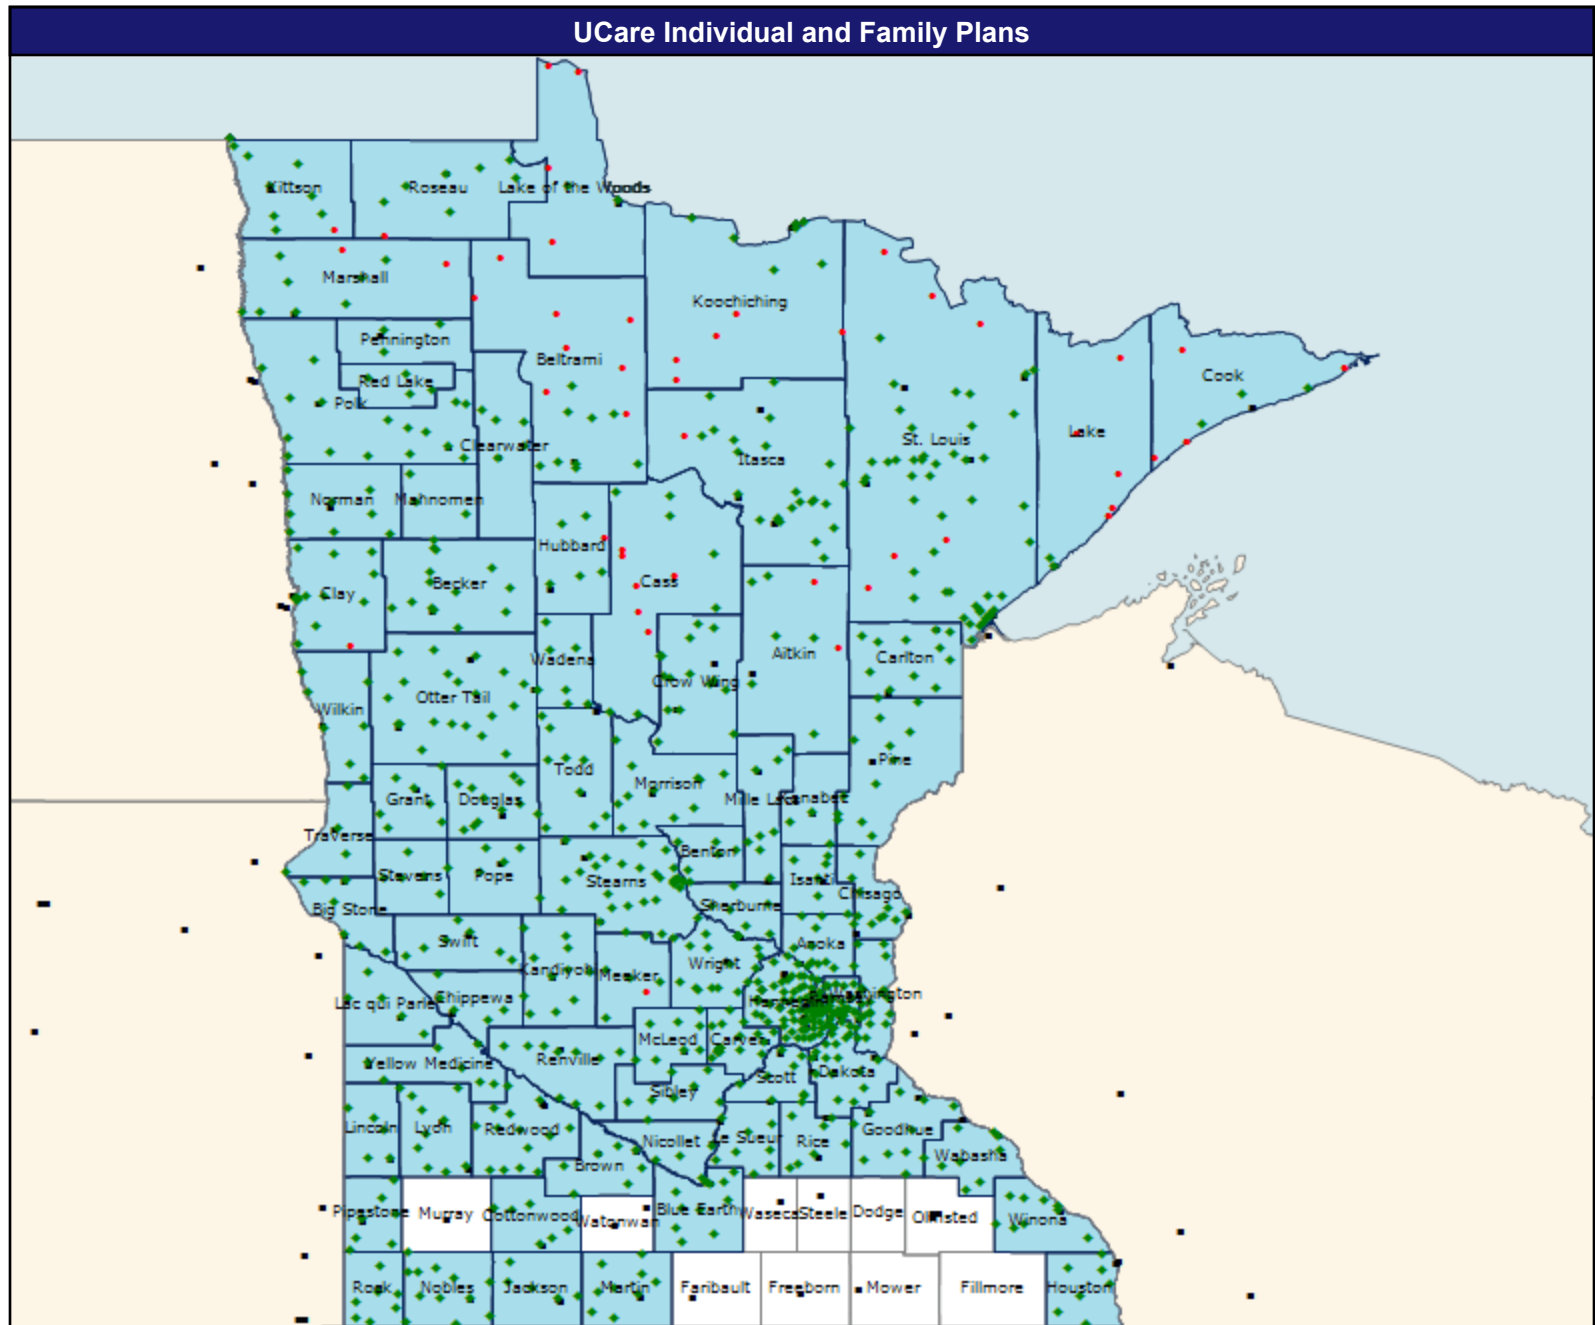 UCare Individual and Family Plans
Kittson
Roseau
Lake of the Woods
Marshall
Koochiching
Pennington
Beltrami
Red Lake
Polk
Cook
Clearwater
St. Louis
Lake
Itasca
Norman
Mahnomen
Hubbard
Cass
Clay
Becker
Wadena
Aitkin
Carlton
Crow Wing
Otter Tail
Wilkin
Pine
Todd
Morrison
Grant
Douglas
Mille Lacs
Kanabec
Traverse
Benton
Stevens
Pope
Stearns
Isanti
Chisago
Big Stone
Sherburne
Swift
Anoka
Kandiyohi
Meeker
Wright
Lac qui Parle
Chippewa
Hennepin
Ramsey
Washington
McLeod
Carver
Yellow Medicine
Renville
Scott
Dakota
Sibley
Lincoln
Lyon
Redwood
Nicollet
Le Sueur
Rice
Goodhue
Brown
Wabasha
Pipestone
Murray
Cottonwood
Watonwan
Blue Earth
Waseca
Steele
Dodge
Olmsted
Winona
Rock
Nobles
Jackson
Martin
Faribault
Freeborn
Mower
Fillmore
Houston